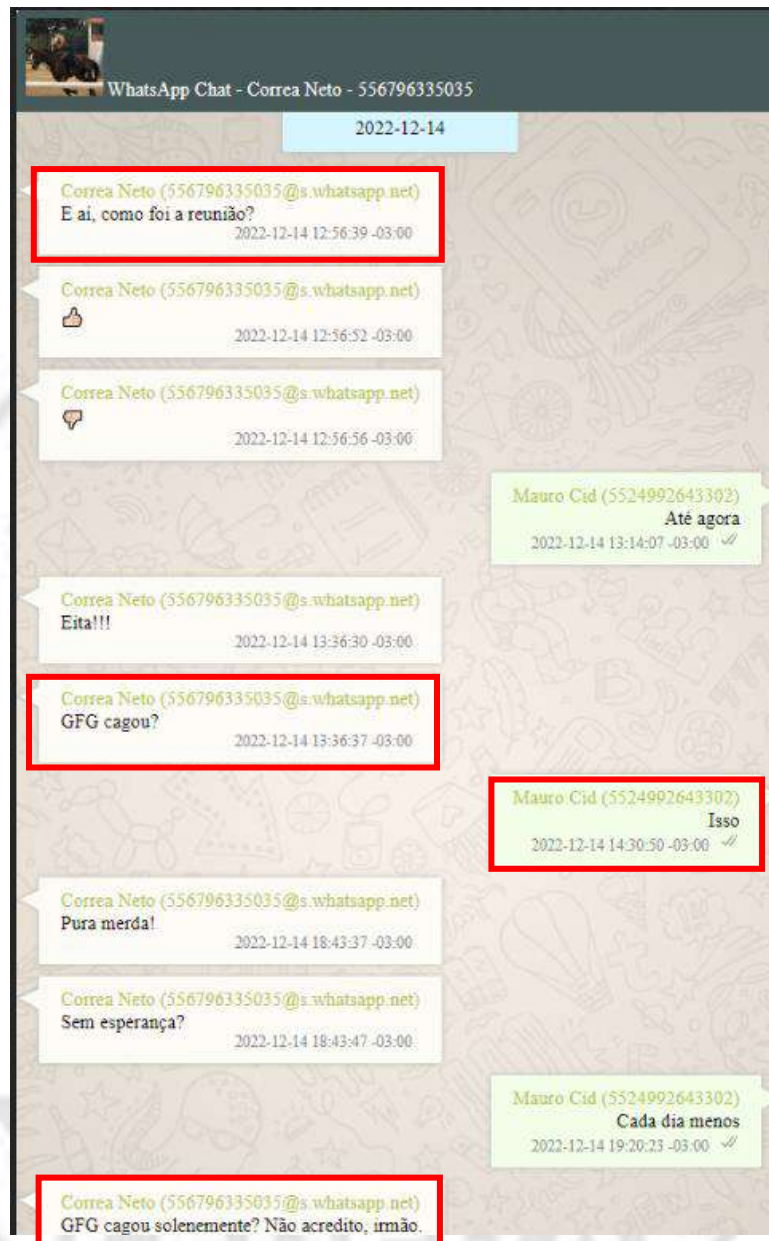 WhatsApp Chat - Correa Neto - 556796335035
2022-12-14
Correa Neto (556796335035@s.whatsapp.net)
E aí, como foi a reunião?
2022-12-14 12:56:39 -03:00
Correa Neto (556796335035@s.whatsapp.net)
👍
2022-12-14 12:56:52 -03:00
Correa Neto (556796335035@s.whatsapp.net)
👎
2022-12-14 12:56:56 -03:00
Mauro Cid (5524992643302)
Até agora
2022-12-14 13:14:07 -03:00
Correa Neto (556796335035@s.whatsapp.net)
Eita!!!
2022-12-14 13:36:30 -03:00
Correa Neto (556796335035@s.whatsapp.net)
GFG cagou?
2022-12-14 13:36:37 -03:00
Mauro Cid (5524992643302)
Isso
2022-12-14 14:30:50 -03:00
Correa Neto (556796335035@s.whatsapp.net)
Pura merda!
2022-12-14 18:43:37 -03:00
Correa Neto (556796335035@s.whatsapp.net)
Sem esperança?
2022-12-14 18:43:47 -03:00
Mauro Cid (5524992643302)
Cada dia menos
2022-12-14 19:20:23 -03:00
Correa Neto (556796335035@s.whatsapp.net)
GFG cagou solenemente? Não acredito, irmão.